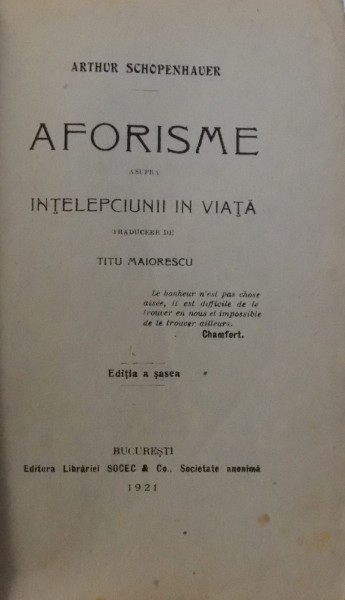 ARTHUR SCHOPENHAUER
AFORISME
ASUPRA
INȚELEPCIUNII IN VIAȚĂ
TRADUCERE DE
TITU MAIORESCU
Le bonheur n'est pas chose
aisée, il est difficile de le
trouver en nous et impossible
de le trouver ailleurs.
Chamfort.
Ediția a șasea
BUCUREȘTI
Editura Librăriei SOCEC & Co., Societate anonimă
1921